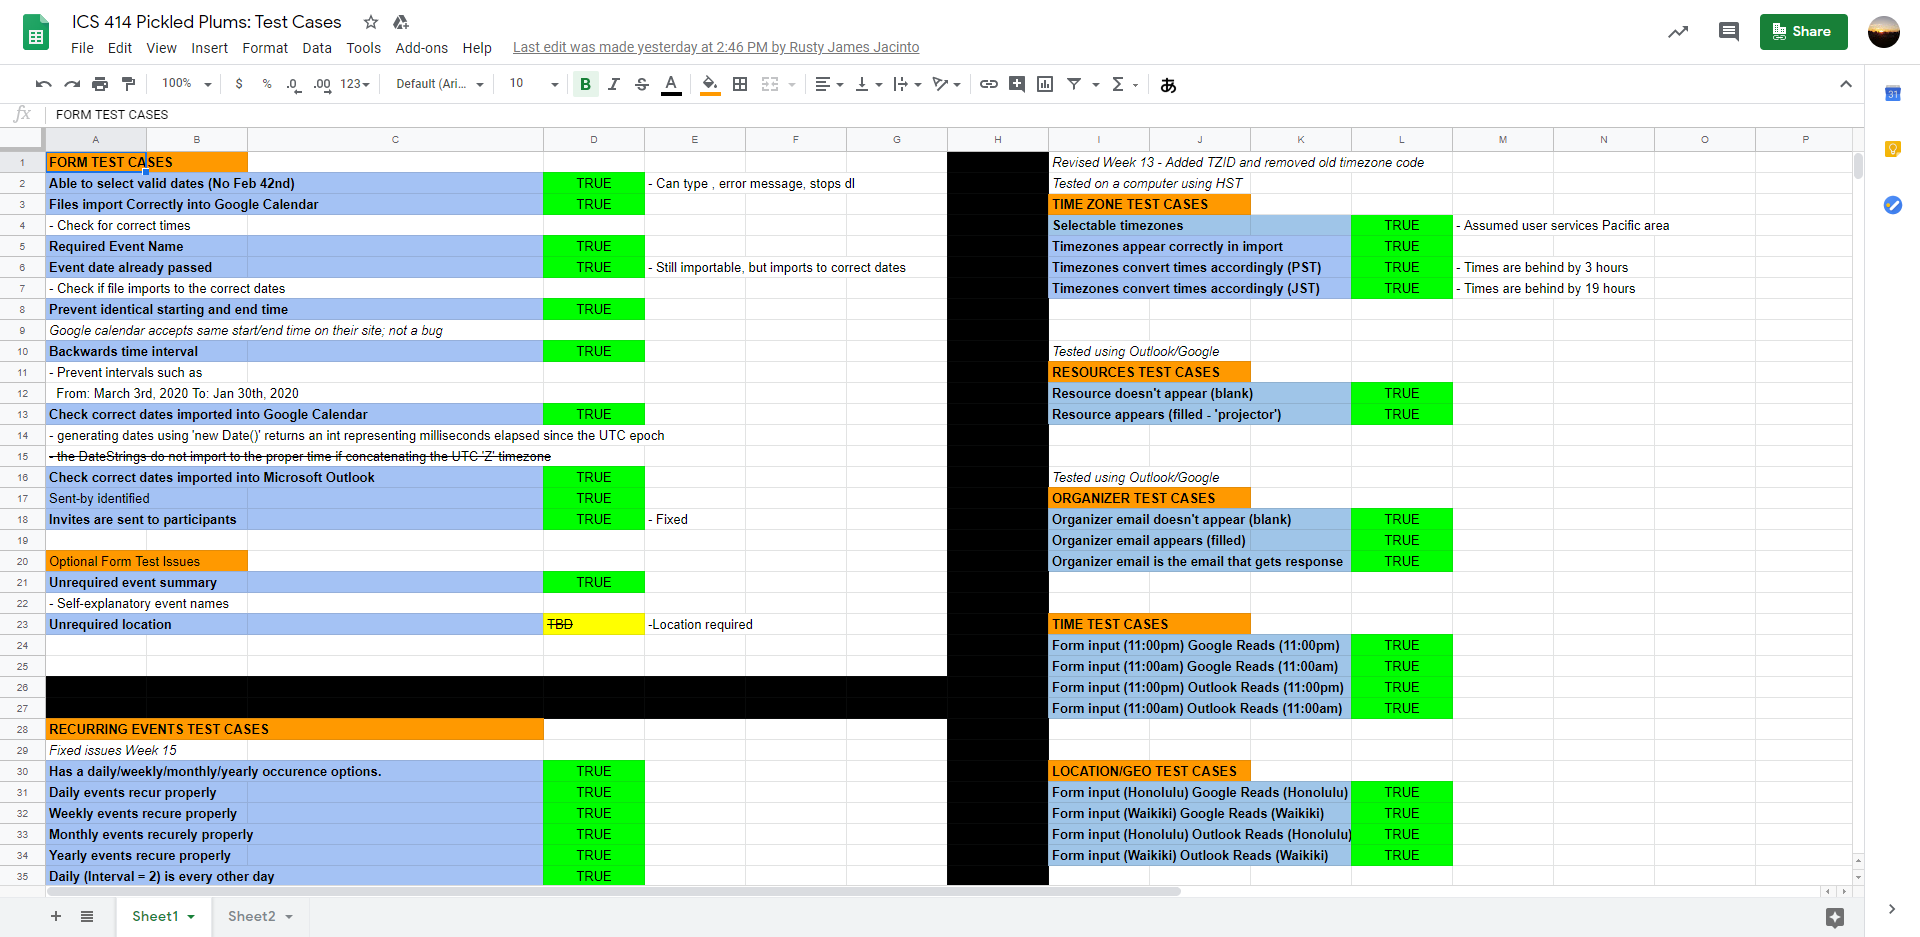 ICS 414 Pickled Plums: Test Cases
File Edit View Insert Format Data Tools Add-ons Help Last edit was made yesterday at 2:46 PM by Rusty James Jacinto
Share
100% $ % .0 .00 123 Default (Ari... 10 B I S A Σ あ
31
fx FORM TEST CASES
A B C D E F G H I J K L M N O P
1 FORM TEST CASES Revised Week 13 - Added TZID and removed old timezone code
2 Able to select valid dates (No Feb 42nd) TRUE - Can type , error message, stops dl Tested on a computer using HST
3 Files import Correctly into Google Calendar TRUE TIME ZONE TEST CASES
4 - Check for correct times Selectable timezones TRUE - Assumed user services Pacific area
5 Required Event Name TRUE Timezones appear correctly in import TRUE
6 Event date already passed TRUE - Still importable, but imports to correct dates Timezones convert times accordingly (PST) TRUE - Times are behind by 3 hours
7 - Check if file imports to the correct dates Timezones convert times accordingly (JST) TRUE - Times are behind by 19 hours
8 Prevent identical starting and end time TRUE
9 Google calendar accepts same start/end time on their site; not a bug
10 Backwards time interval TRUE Tested using Outlook/Google
11 - Prevent intervals such as RESOURCES TEST CASES
12 From: March 3rd, 2020 To: Jan 30th, 2020 Resource doesn't appear (blank) TRUE
13 Check correct dates imported into Google Calendar TRUE Resource appears (filled - 'projector') TRUE
14 - generating dates using 'new Date()' returns an int representing milliseconds elapsed since the UTC epoch
15 - the DateStrings do not import to the proper time if concatenating the UTC 'Z' timezone
16 Check correct dates imported into Microsoft Outlook TRUE Tested using Outlook/Google
17 Sent-by identified TRUE ORGANIZER TEST CASES
18 Invites are sent to participants TRUE - Fixed Organizer email doesn't appear (blank) TRUE
19 Organizer email appears (filled) TRUE
20 Optional Form Test Issues Organizer email is the email that gets response TRUE
21 Unrequired event summary TRUE
22 - Self-explanatory event names
23 Unrequired location TBD -Location required TIME TEST CASES
24 Form input (11:00pm) Google Reads (11:00pm) TRUE
25 Form input (11:00am) Google Reads (11:00am) TRUE
26 Form input (11:00pm) Outlook Reads (11:00pm) TRUE
27 Form input (11:00am) Outlook Reads (11:00am) TRUE
28 RECURRING EVENTS TEST CASES
29 Fixed issues Week 15
30 Has a daily/weekly/monthly/yearly occurence options. TRUE LOCATION/GEO TEST CASES
31 Daily events recur properly TRUE Form input (Honolulu) Google Reads (Honolulu) TRUE
32 Weekly events recure properly TRUE Form input (Waikiki) Google Reads (Waikiki) TRUE
33 Monthly events recurely properly TRUE Form input (Honolulu) Outlook Reads (Honolulu) TRUE
34 Yearly events recure properly TRUE Form input (Waikiki) Outlook Reads (Waikiki) TRUE
35 Daily (Interval = 2) is every other day TRUE
Sheet1 Sheet2